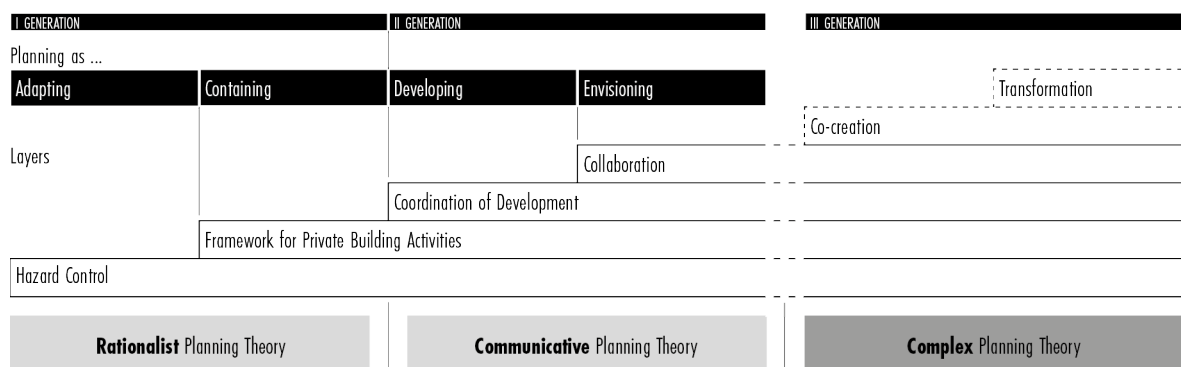 I GENERATION
II GENERATION
III GENERATION
Planning as ...
Adapting
Containing
Developing
Envisioning
Transformation
Co-creation
Layers
Collaboration
Coordination of Development
Framework for Private Building Activities
Hazard Control
Rationalist Planning Theory
Communicative Planning Theory
Complex Planning Theory